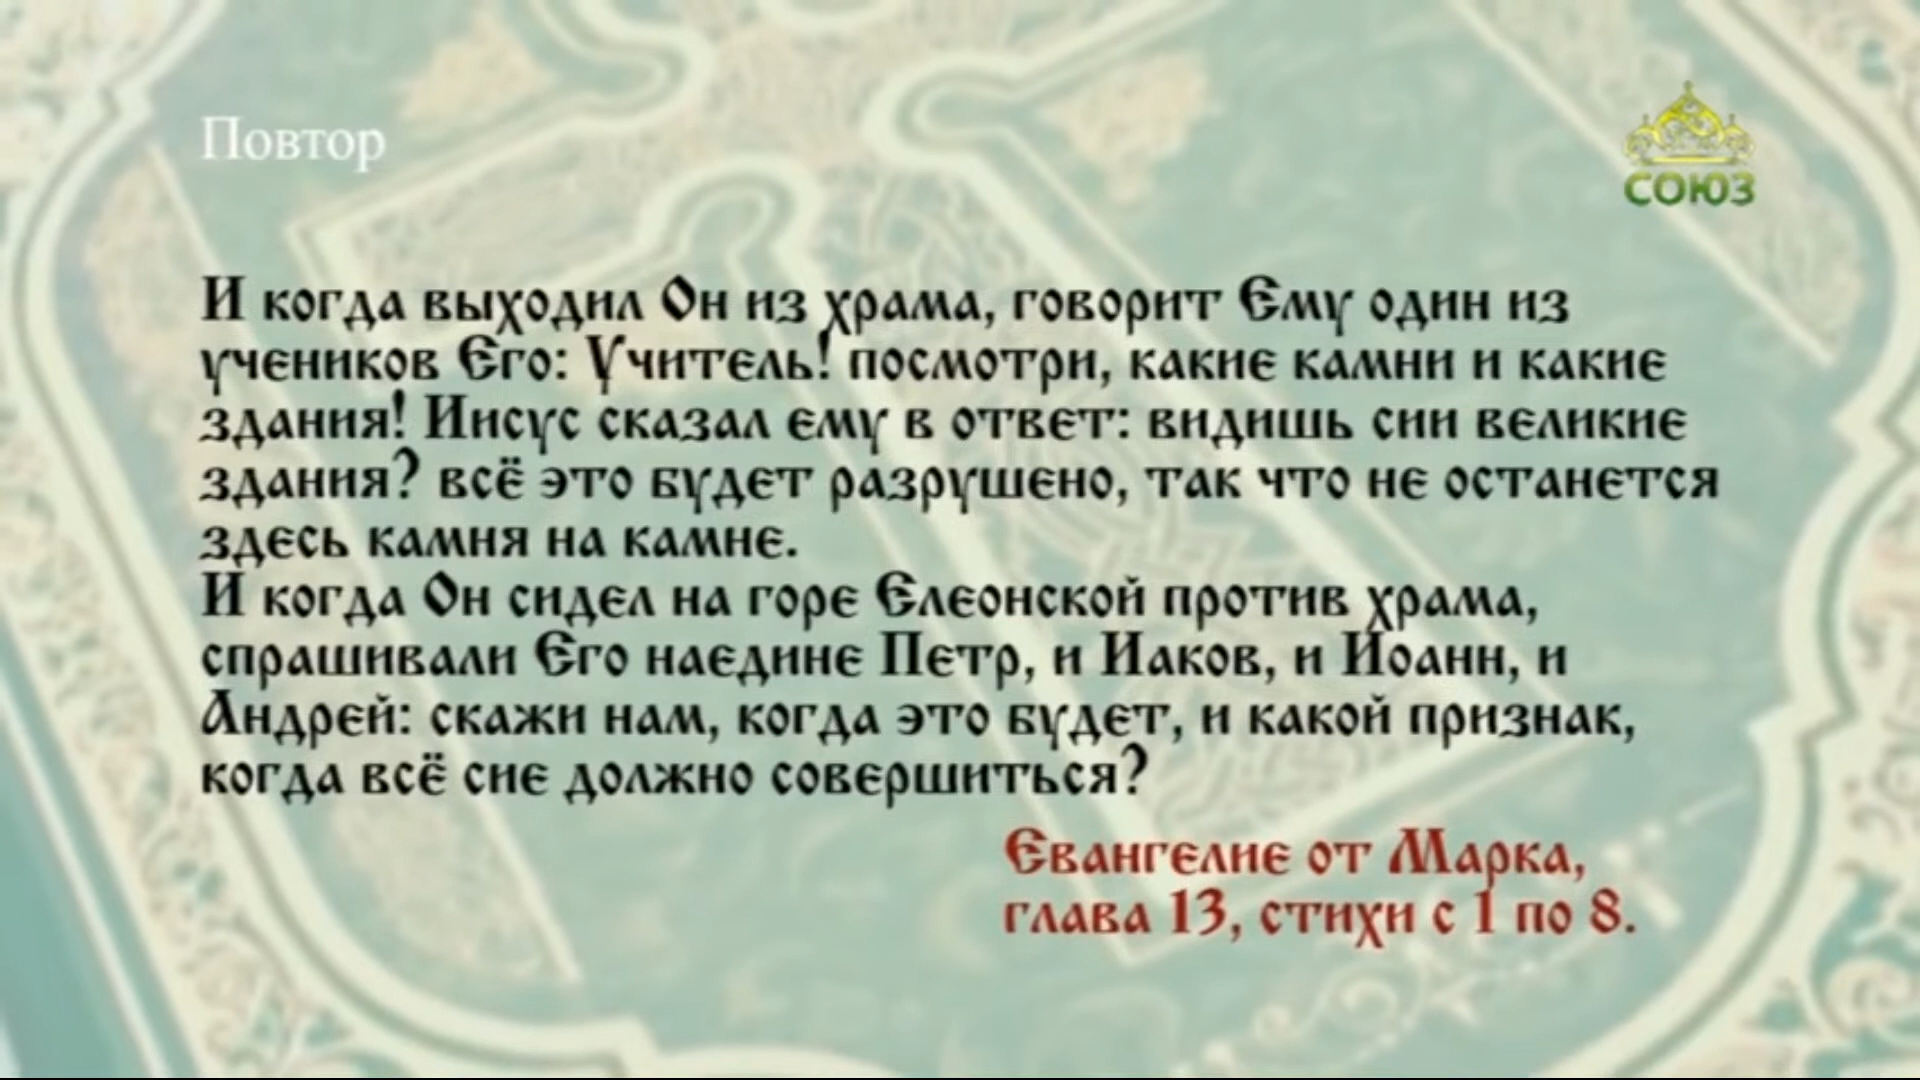 Повтор
СОЮЗ
И когда выходил Он из храма, говорит Ему один из
учеников Его: Учитель! посмотри, какие камни и какие
здания! Иисус сказал ему в ответ: видишь сии великие
здания? всё это будет разрушено, так что не останется
здесь камня на камне.
И когда Он сидел на горе Елеонской против храма,
спрашивали Его наедине Петр, и Иаков, и Иоанн, и
Андрей: скажи нам, когда это будет, и какой признак,
когда всё сие должно совершиться?
Евангелие от Марка,
глава 13, стихи с 1 по 8.